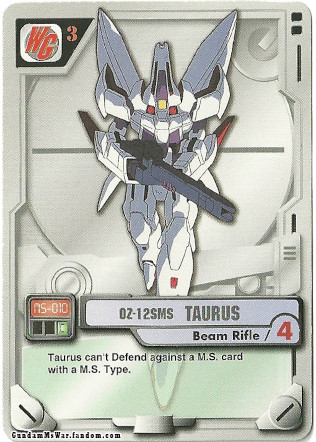 WG 3
MS-010
OZ-12SMS TAURUS
Beam Rifle / 4
Taurus can't Defend against a M.S. card
with a M.S. Type.
GundamMsWar.fandom.com